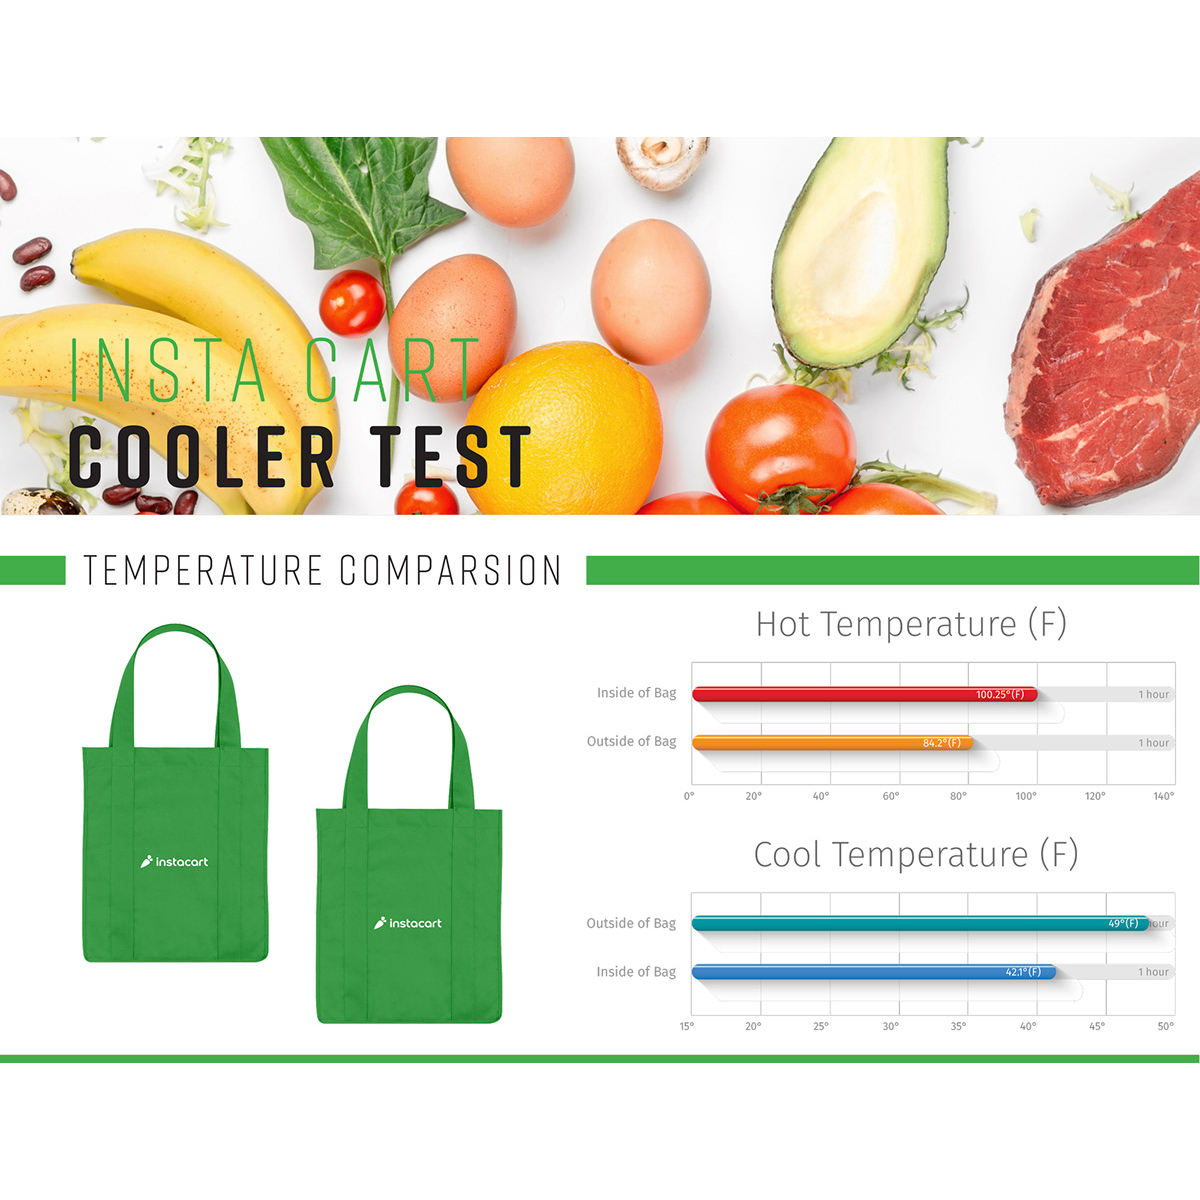 INSTA CART
COOLER TEST
TEMPERATURE COMPARSION
instacart
instacart
Hot Temperature (F)
Inside of Bag
100.25°(F)
1 hour
Outside of Bag
84.2°(F)
1 hour
0° 20° 40° 60° 80° 100° 120° 140°
Cool Temperature (F)
Outside of Bag
49°(F)
hour
Inside of Bag
42.1°(F)
1 hour
15° 20° 25° 30° 35° 40° 45° 50°